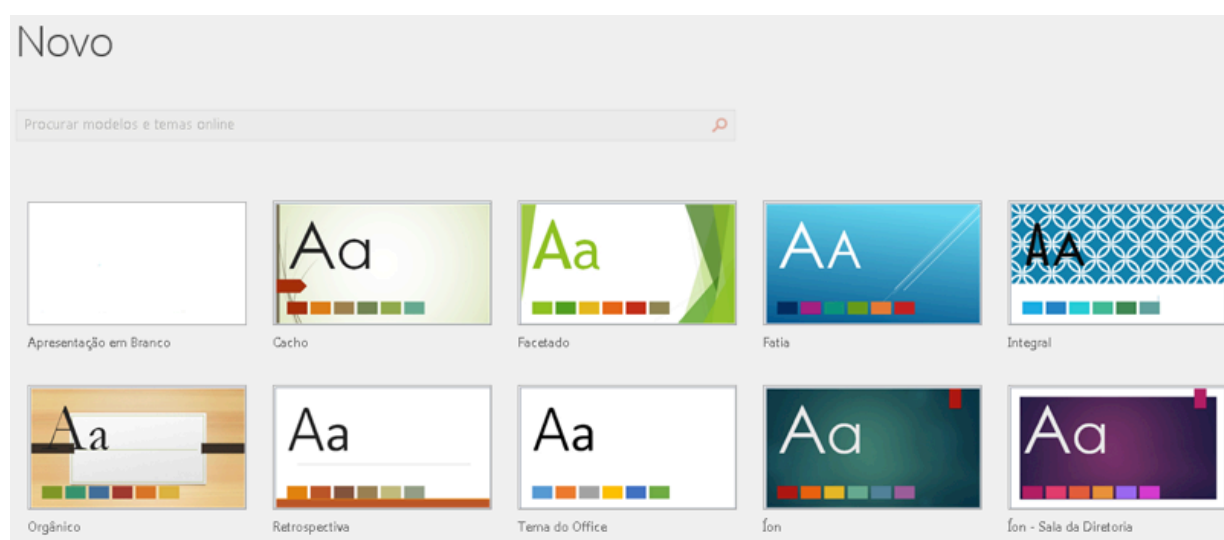 Novo
Procurar modelos e temas online
Aa
Aa
AA
AA
Apresentação em Branco
Cacho
Facetado
Fatia
Integral
Aa
Aa
Aa
Aa
Aa
Orgânico
Retrospectiva
Tema do Office
Íon
Íon - Sala da Diretoria